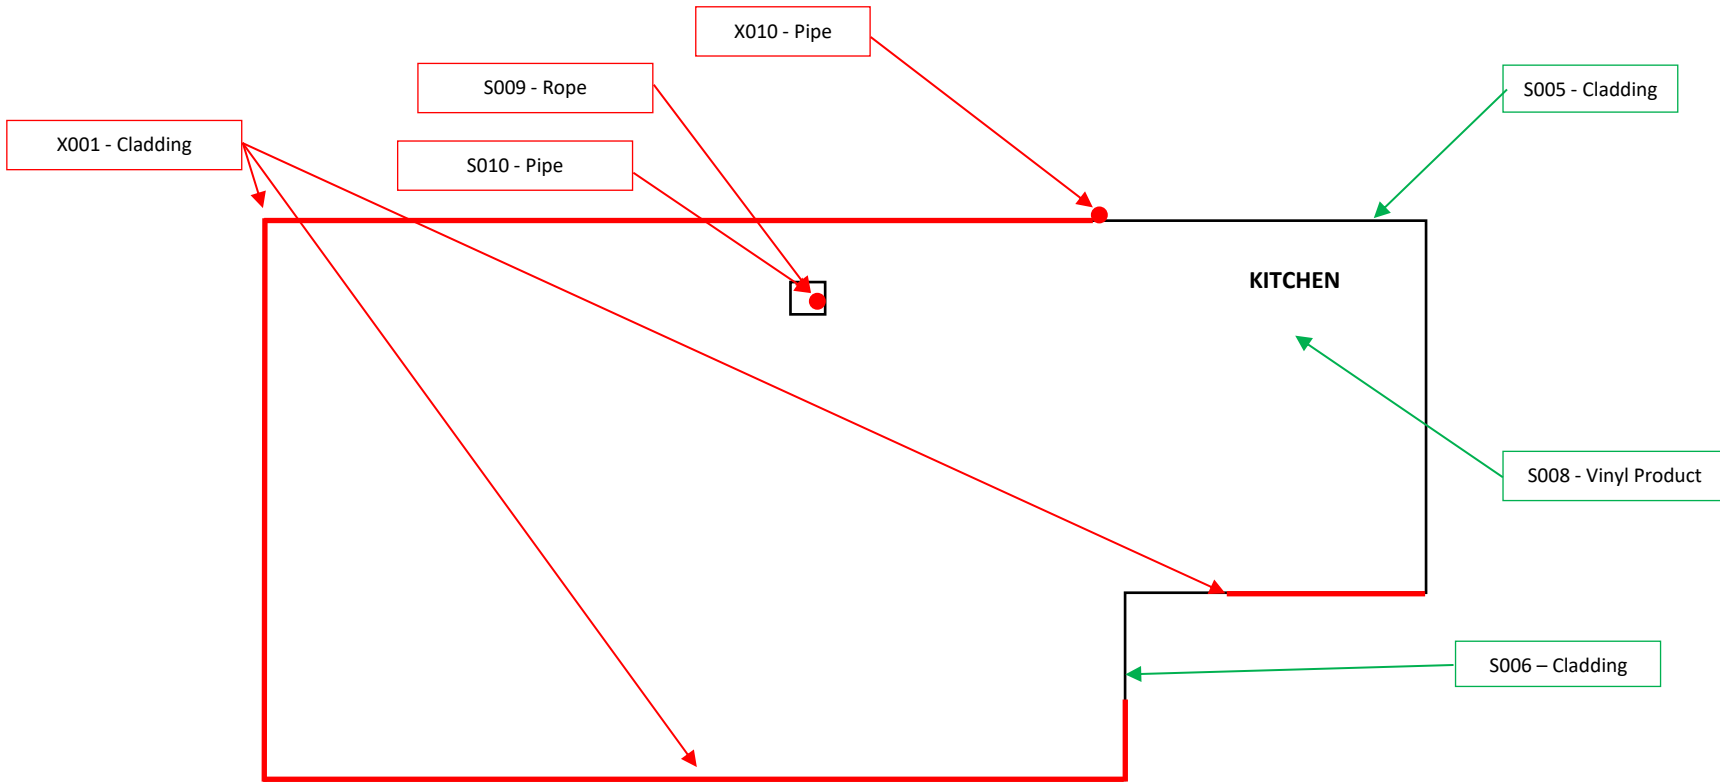 X010 - Pipe
S009 - Rope
S005 - Cladding
X001 - Cladding
S010 - Pipe
KITCHEN
S008 - Vinyl Product
S006 – Cladding